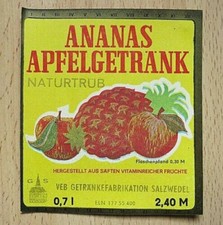 ANANAS
APFELGETRÄNK
NATURTRÜB
Flaschenpfand 0,30 M
HERGESTELLT AUS SÄFTEN VITAMINREICHER FRÜCHTE
G S
VEB GETRÄNKEFABRIKATION SALZWEDEL
0,7 l
2,40 M